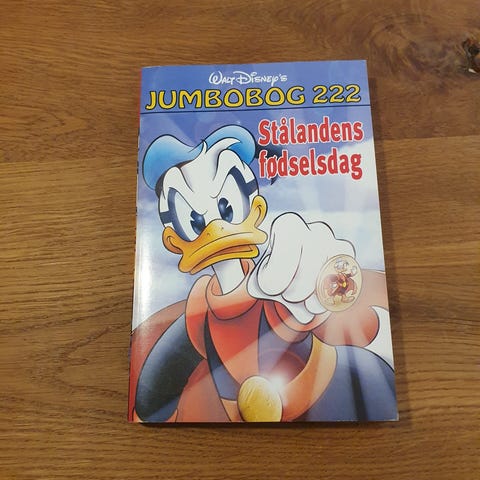 Walt Disney's
JUMBOBOG 222
Stålandens
fødselsdag